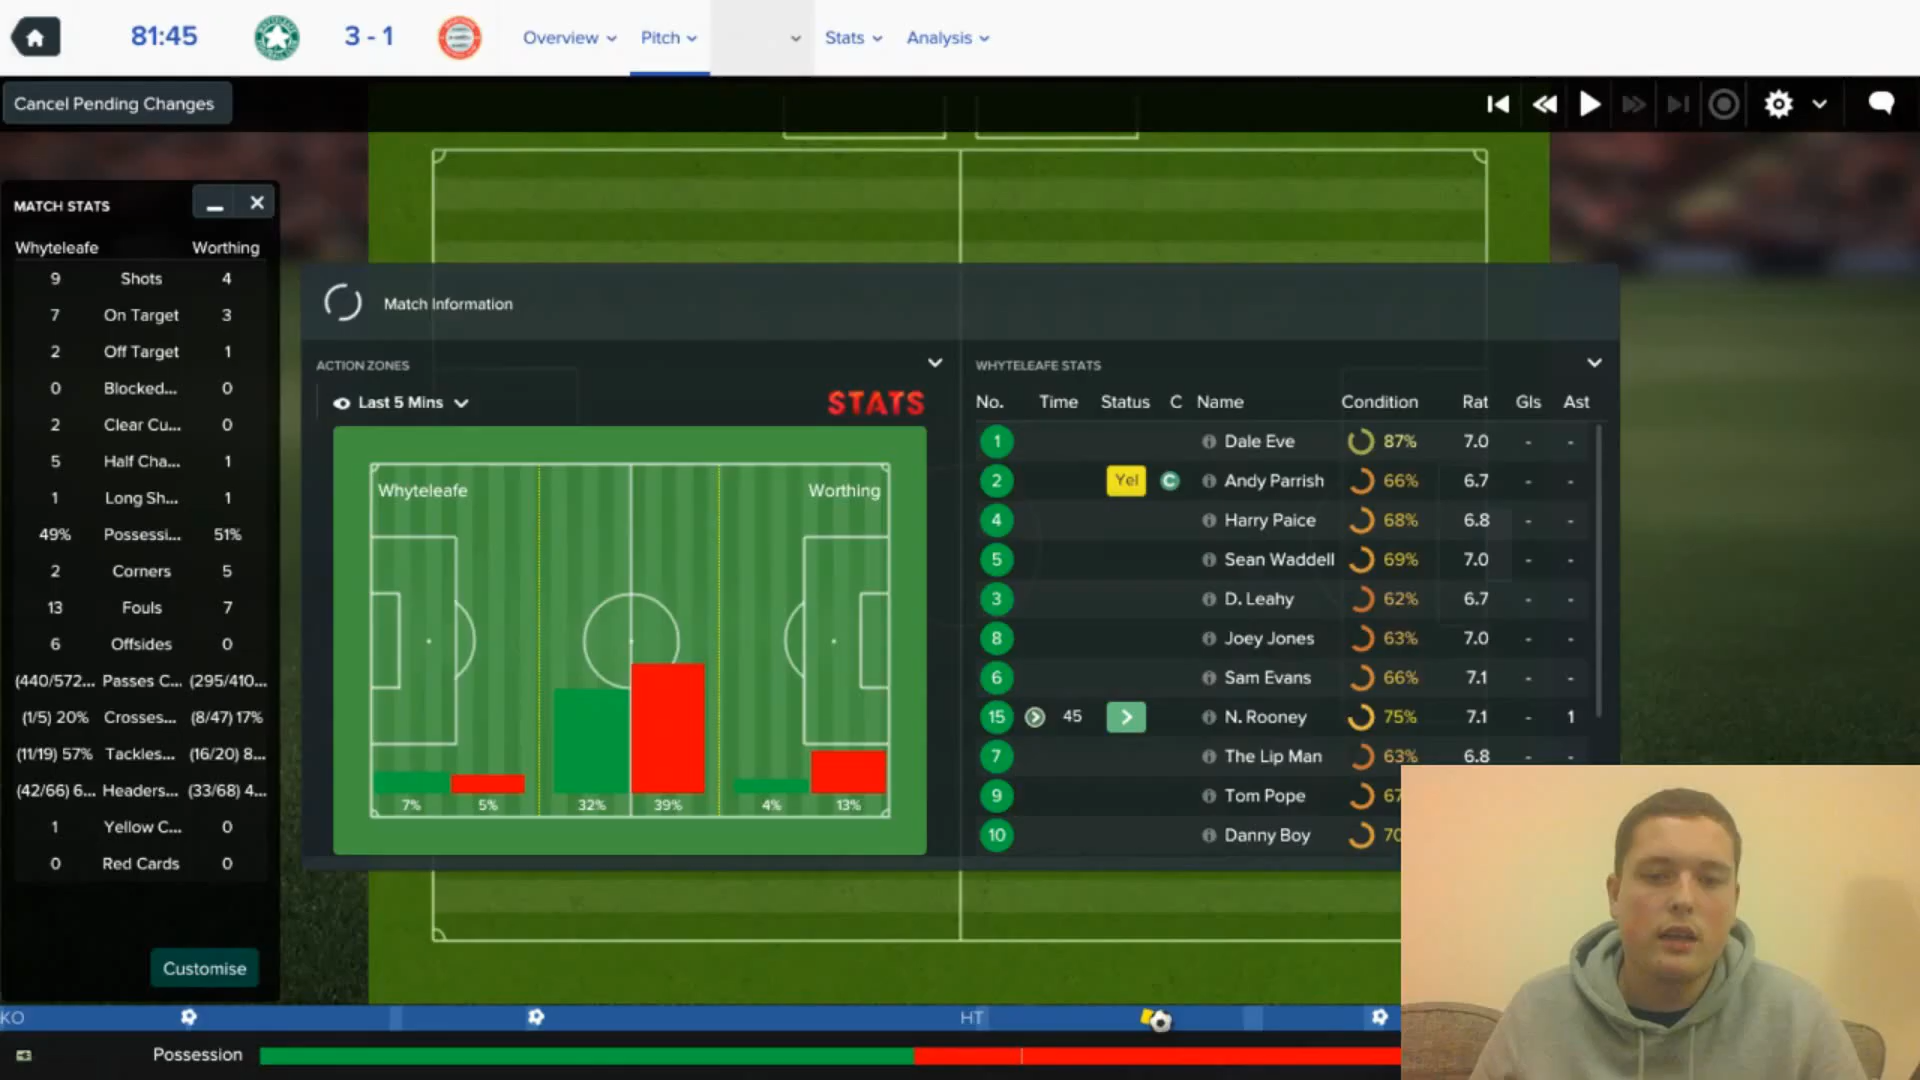 81:45
3 - 1
Overview
Pitch
Stats
Analysis
Cancel Pending Changes
MATCH STATS
Whyteleafe Worthing
9 Shots 4
7 On Target 3
2 Off Target 1
0 Blocked... 0
2 Clear Cu... 0
5 Half Cha... 1
1 Long Sh... 1
49% Possessi... 51%
2 Corners 5
13 Fouls 7
6 Offsides 0
(440/572... Passes C... (295/410...
(1/5) 20% Crosses... (8/47) 17%
(11/19) 57% Tackles... (16/20) 8...
(42/66) 6... Headers... (33/68) 4...
1 Yellow C... 0
0 Red Cards 0
Customise
Match Information
ACTION ZONES
Last 5 Mins
STATS
Whyteleafe Worthing
7% 5% 32% 39% 4% 13%
WHYTELEAFE STATS
No. Time Status C Name Condition Rat Gls Ast
1 Dale Eve 87% 7.0 - -
2 Yel C Andy Parrish 66% 6.7 - -
4 Harry Paice 68% 6.8 - -
5 Sean Waddell 69% 7.0 - -
3 D. Leahy 62% 6.7 - -
8 Joey Jones 63% 7.0 - -
6 Sam Evans 66% 7.1 - -
15 45 N. Rooney 75% 7.1 - 1
7 The Lip Man 63% 6.8 - -
9 Tom Pope 67
10 Danny Boy 70
KO HT
Possession